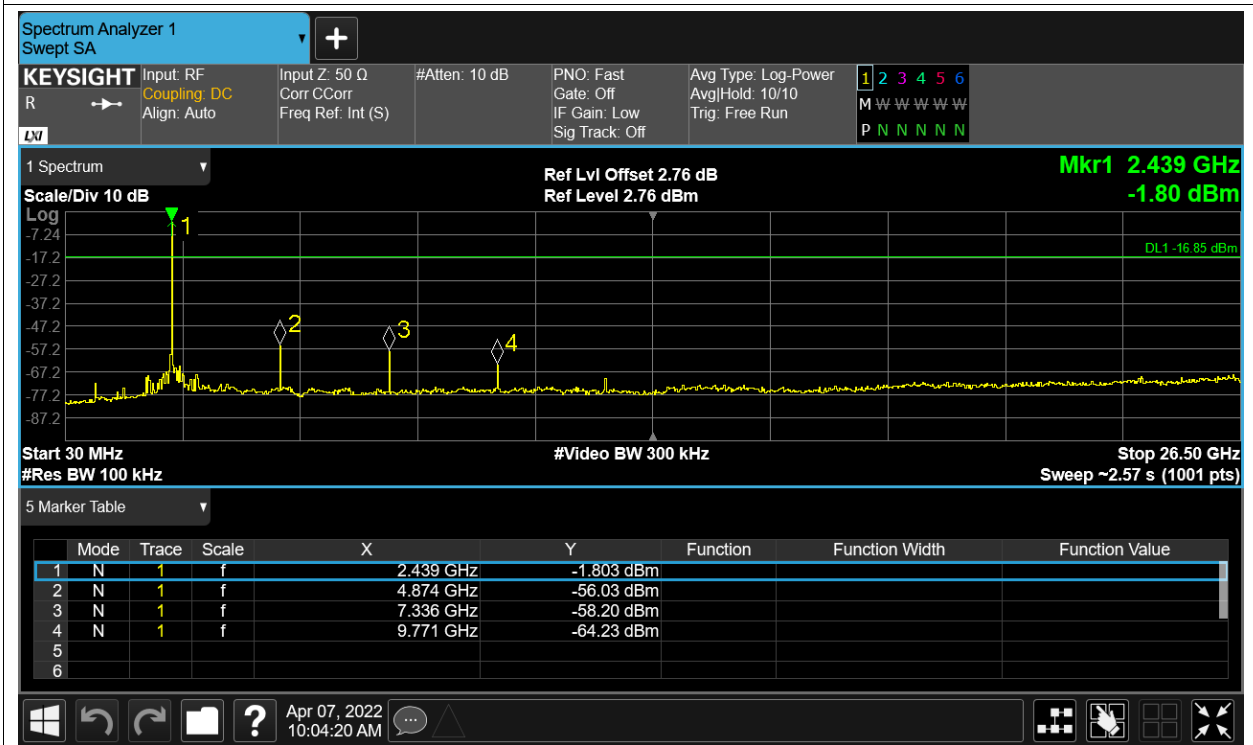 Spectrum Analyzer 1
Swept SA
KEYSIGHT
R
LXI
Input: RF
Coupling: DC
Align: Auto
Input Z: 50 Ω
Corr CCorr
Freq Ref: Int (S)
#Atten: 10 dB
PNO: Fast
Gate: Off
IF Gain: Low
Sig Track: Off
Avg Type: Log-Power
Avg|Hold: 10/10
Trig: Free Run
1 2 3 4 5 6
M W W W W W
P N N N N N
1 Spectrum
Scale/Div 10 dB
Ref Lvl Offset 2.76 dB
Ref Level 2.76 dBm
Mkr1 2.439 GHz
-1.80 dBm
Log
-7.24
-17.2
-27.2
-37.2
-47.2
-57.2
-67.2
-77.2
-87.2
1
2
3
4
DL1 -16.85 dBm
Start 30 MHz
#Res BW 100 kHz
#Video BW 300 kHz
Stop 26.50 GHz
Sweep ~2.57 s (1001 pts)
5 Marker Table
Mode Trace Scale X Y Function Function Width Function Value
1 N 1 f 2.439 GHz -1.803 dBm
2 N 1 f 4.874 GHz -56.03 dBm
3 N 1 f 7.336 GHz -58.20 dBm
4 N 1 f 9.771 GHz -64.23 dBm
5
6
?
Apr 07, 2022
10:04:20 AM